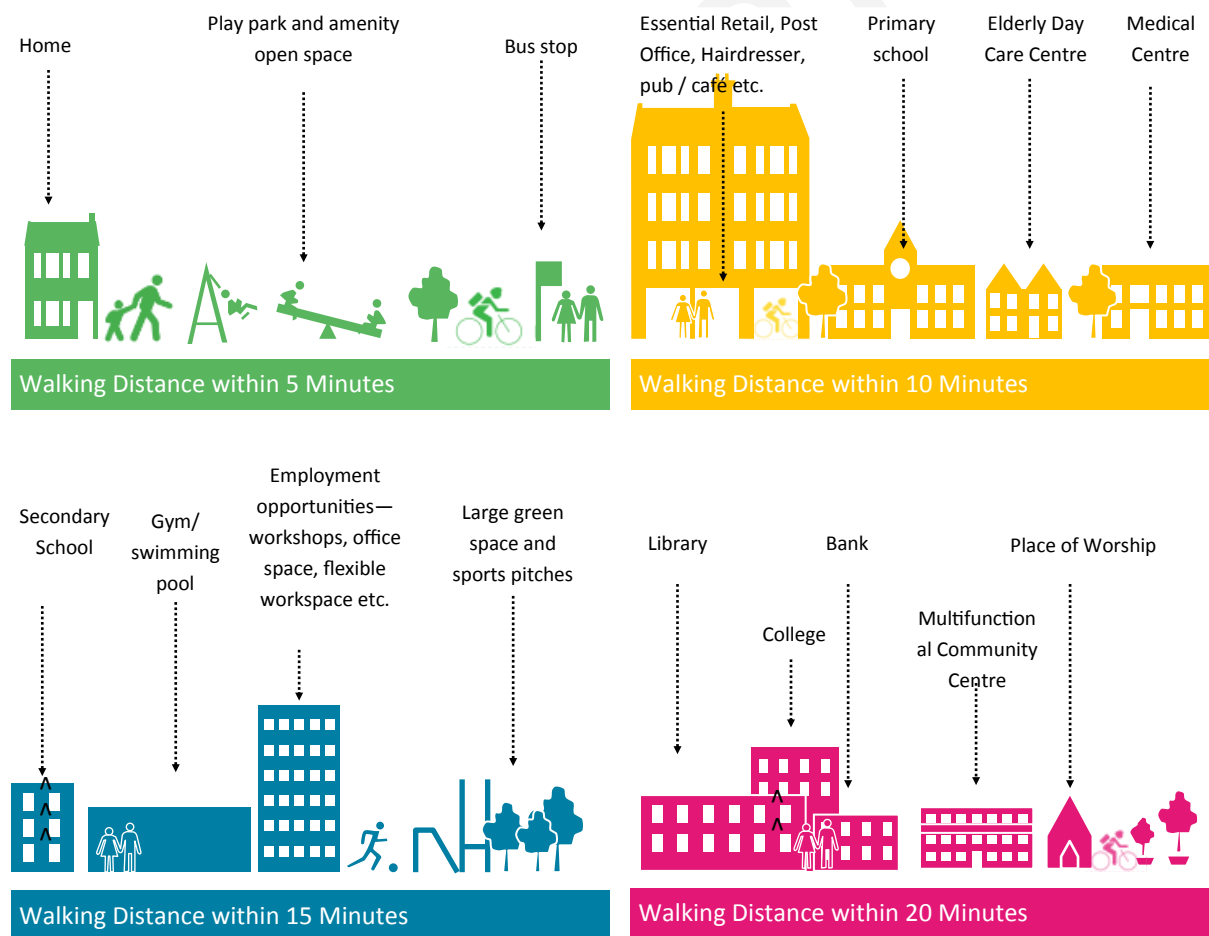 Home
Play park and amenity
open space
Bus stop
Walking Distance within 5 Minutes
Essential Retail, Post
Office, Hairdresser,
pub / café etc.
Primary
school
Elderly Day
Care Centre
Medical
Centre
Walking Distance within 10 Minutes
Secondary
School
Gym/
swimming
pool
Employment
opportunities—
workshops, office
space, flexible
workspace etc.
Large green
space and
sports pitches
Walking Distance within 15 Minutes
Library
College
Bank
Multifunction
al Community
Centre
Place of Worship
Walking Distance within 20 Minutes